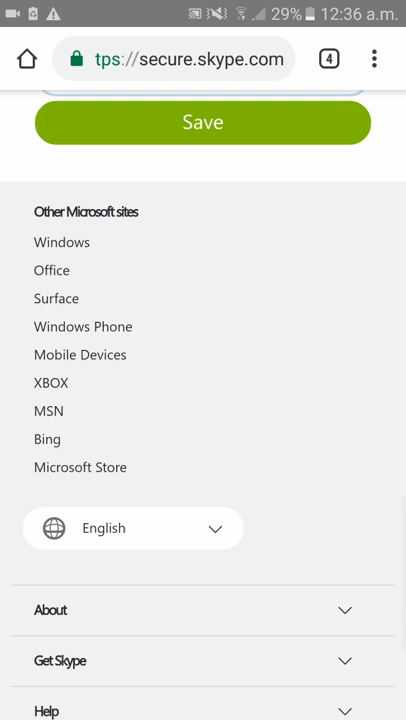 29% 12:36 a.m.
tps://secure.skype.com
4
Save
Other Microsoft sites
Windows
Office
Surface
Windows Phone
Mobile Devices
XBOX
MSN
Bing
Microsoft Store
English
About
Get Skype
Help